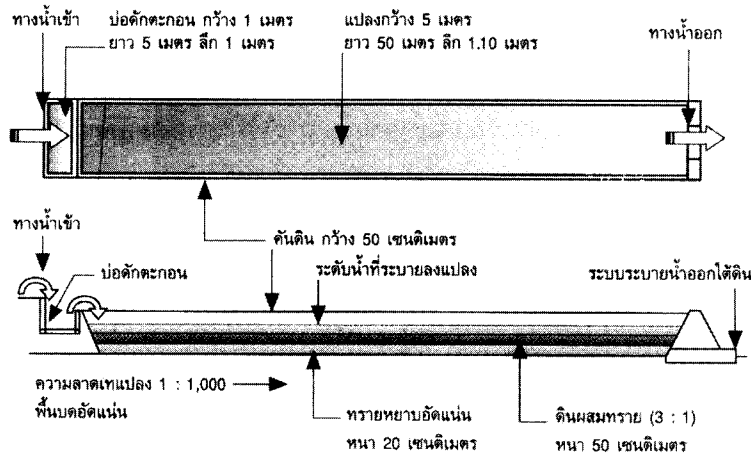 ทางน้ำเข้า
บ่อดักตะกอน กว้าง 1 เมตร
ยาว 5 เมตร ลึก 1 เมตร
แปลงกว้าง 5 เมตร
ยาว 50 เมตร ลึก 1.10 เมตร
ทางน้ำออก
ทางน้ำเข้า
บ่อดักตะกอน
คันดิน กว้าง 50 เซนติเมตร
ระดับน้ำที่ระบายลงแปลง
ระบบระบายน้ำออกใต้ดิน
ความลาดเทแปลง 1 : 1,000
พื้นบดอัดแน่น
ทรายหยาบอัดแน่น
หนา 20 เซนติเมตร
ดินผสมทราย (3 : 1)
หนา 50 เซนติเมตร